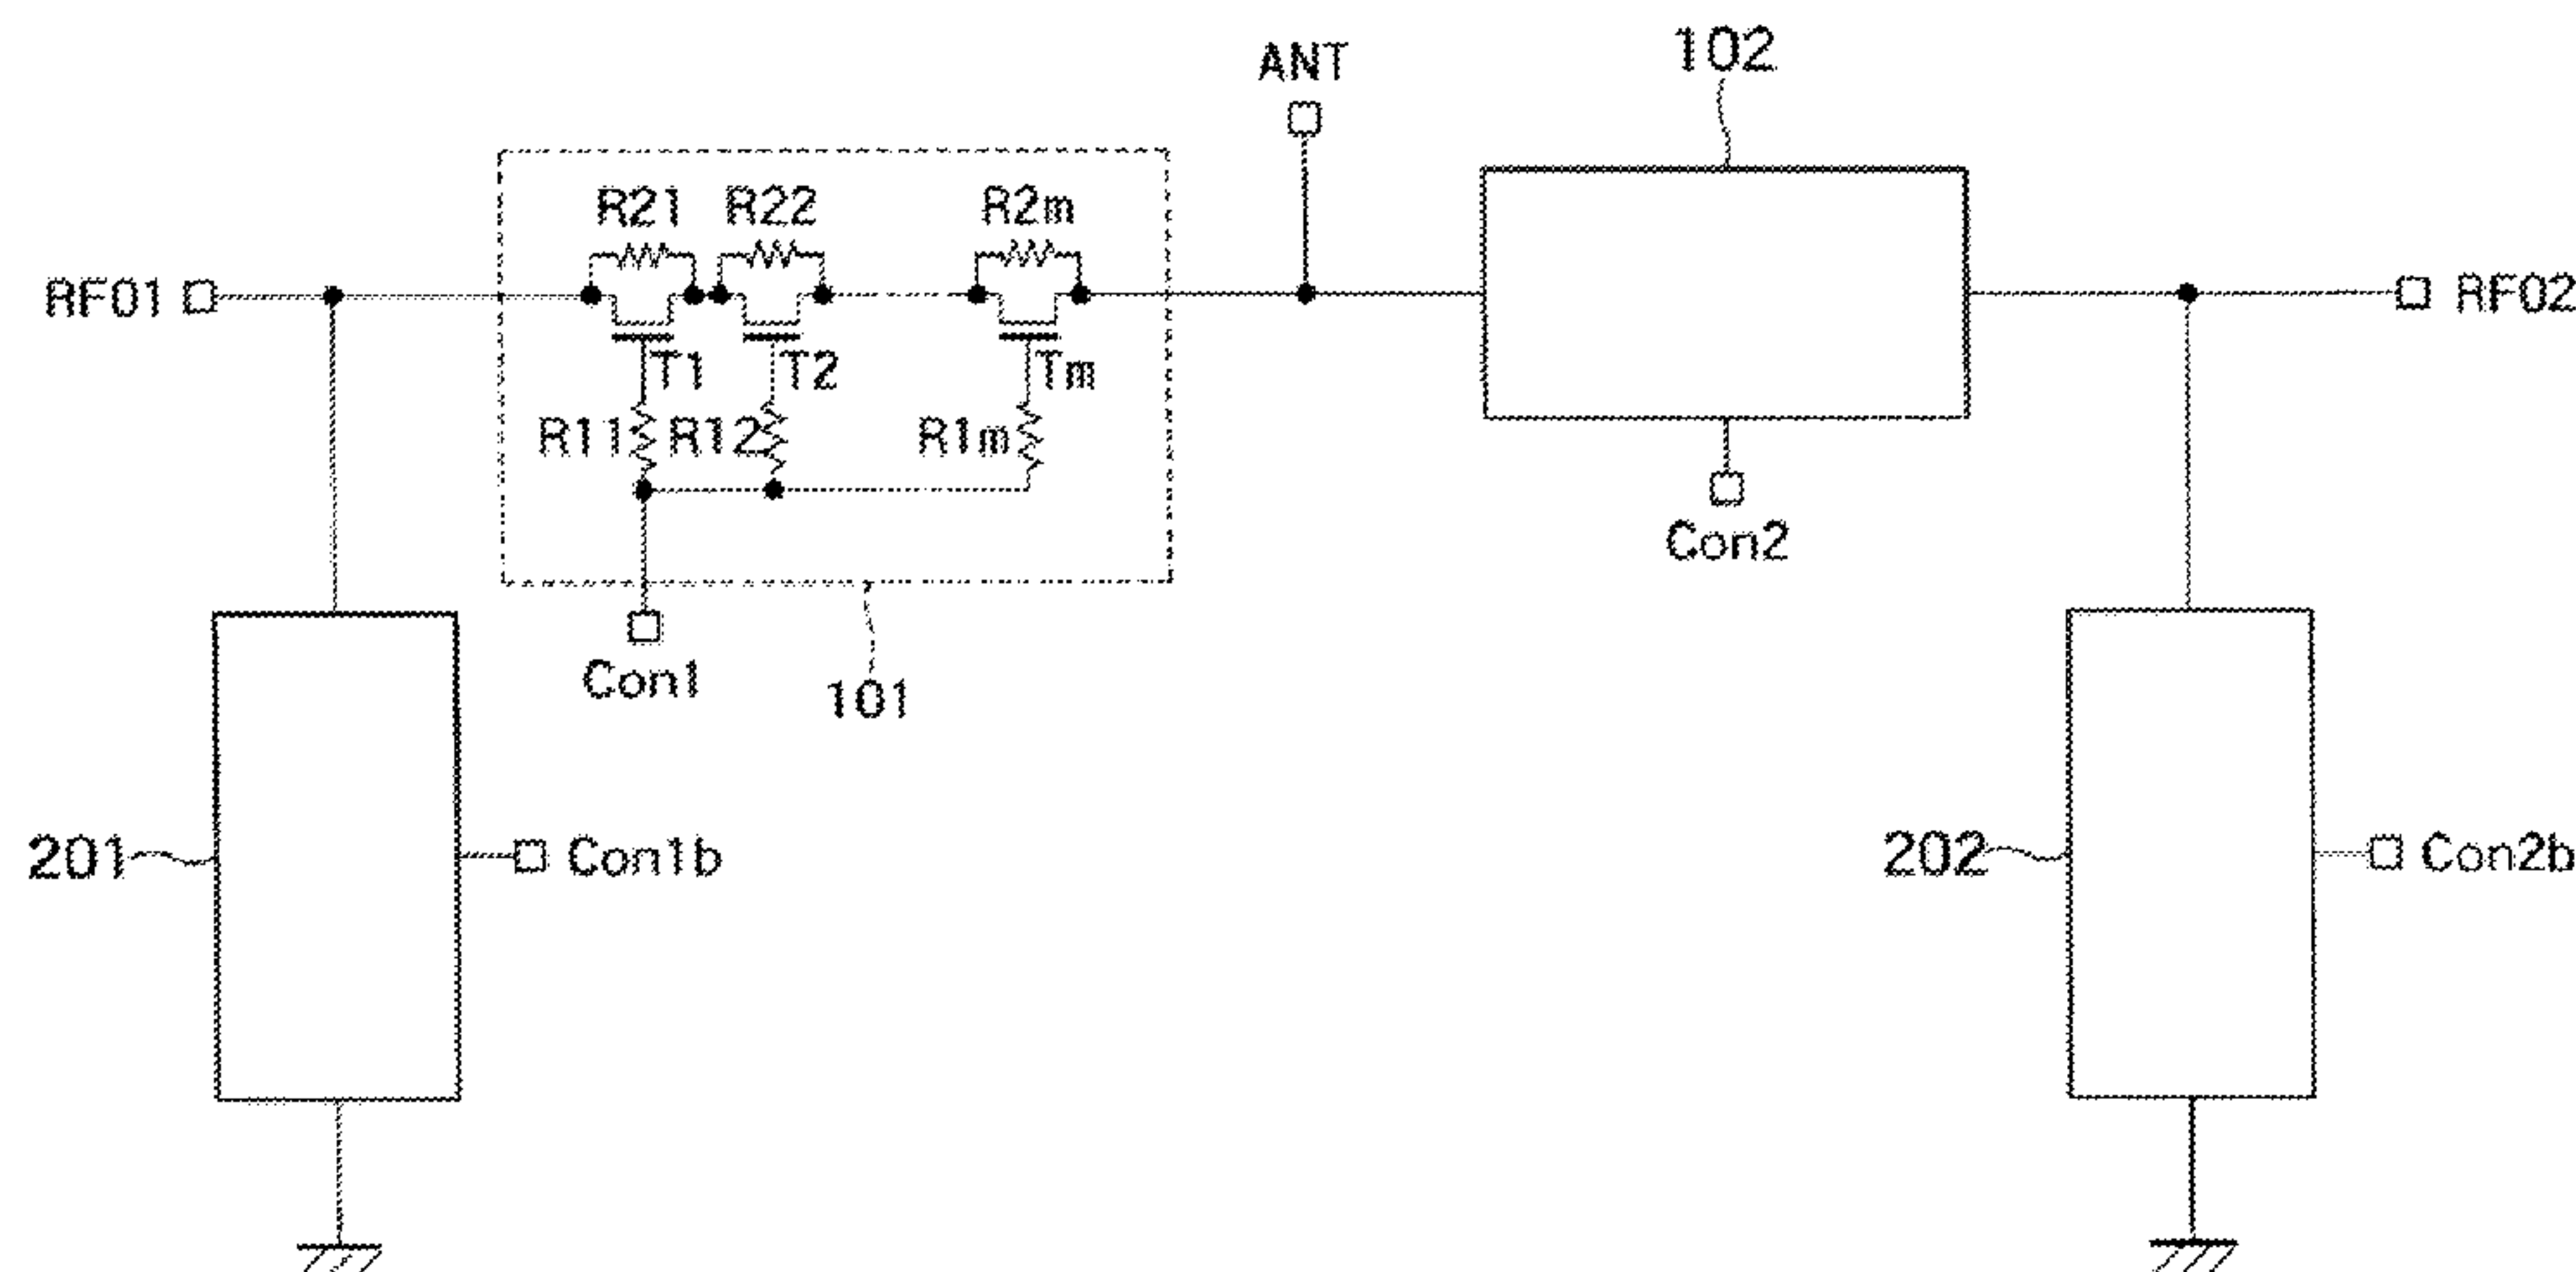 102
ANT
R21 R22 R2m
RF01
RF02
T1 T2 Tm
R11 R12 R1m
Con2
Con1
101
201
Con1b
202
Con2b